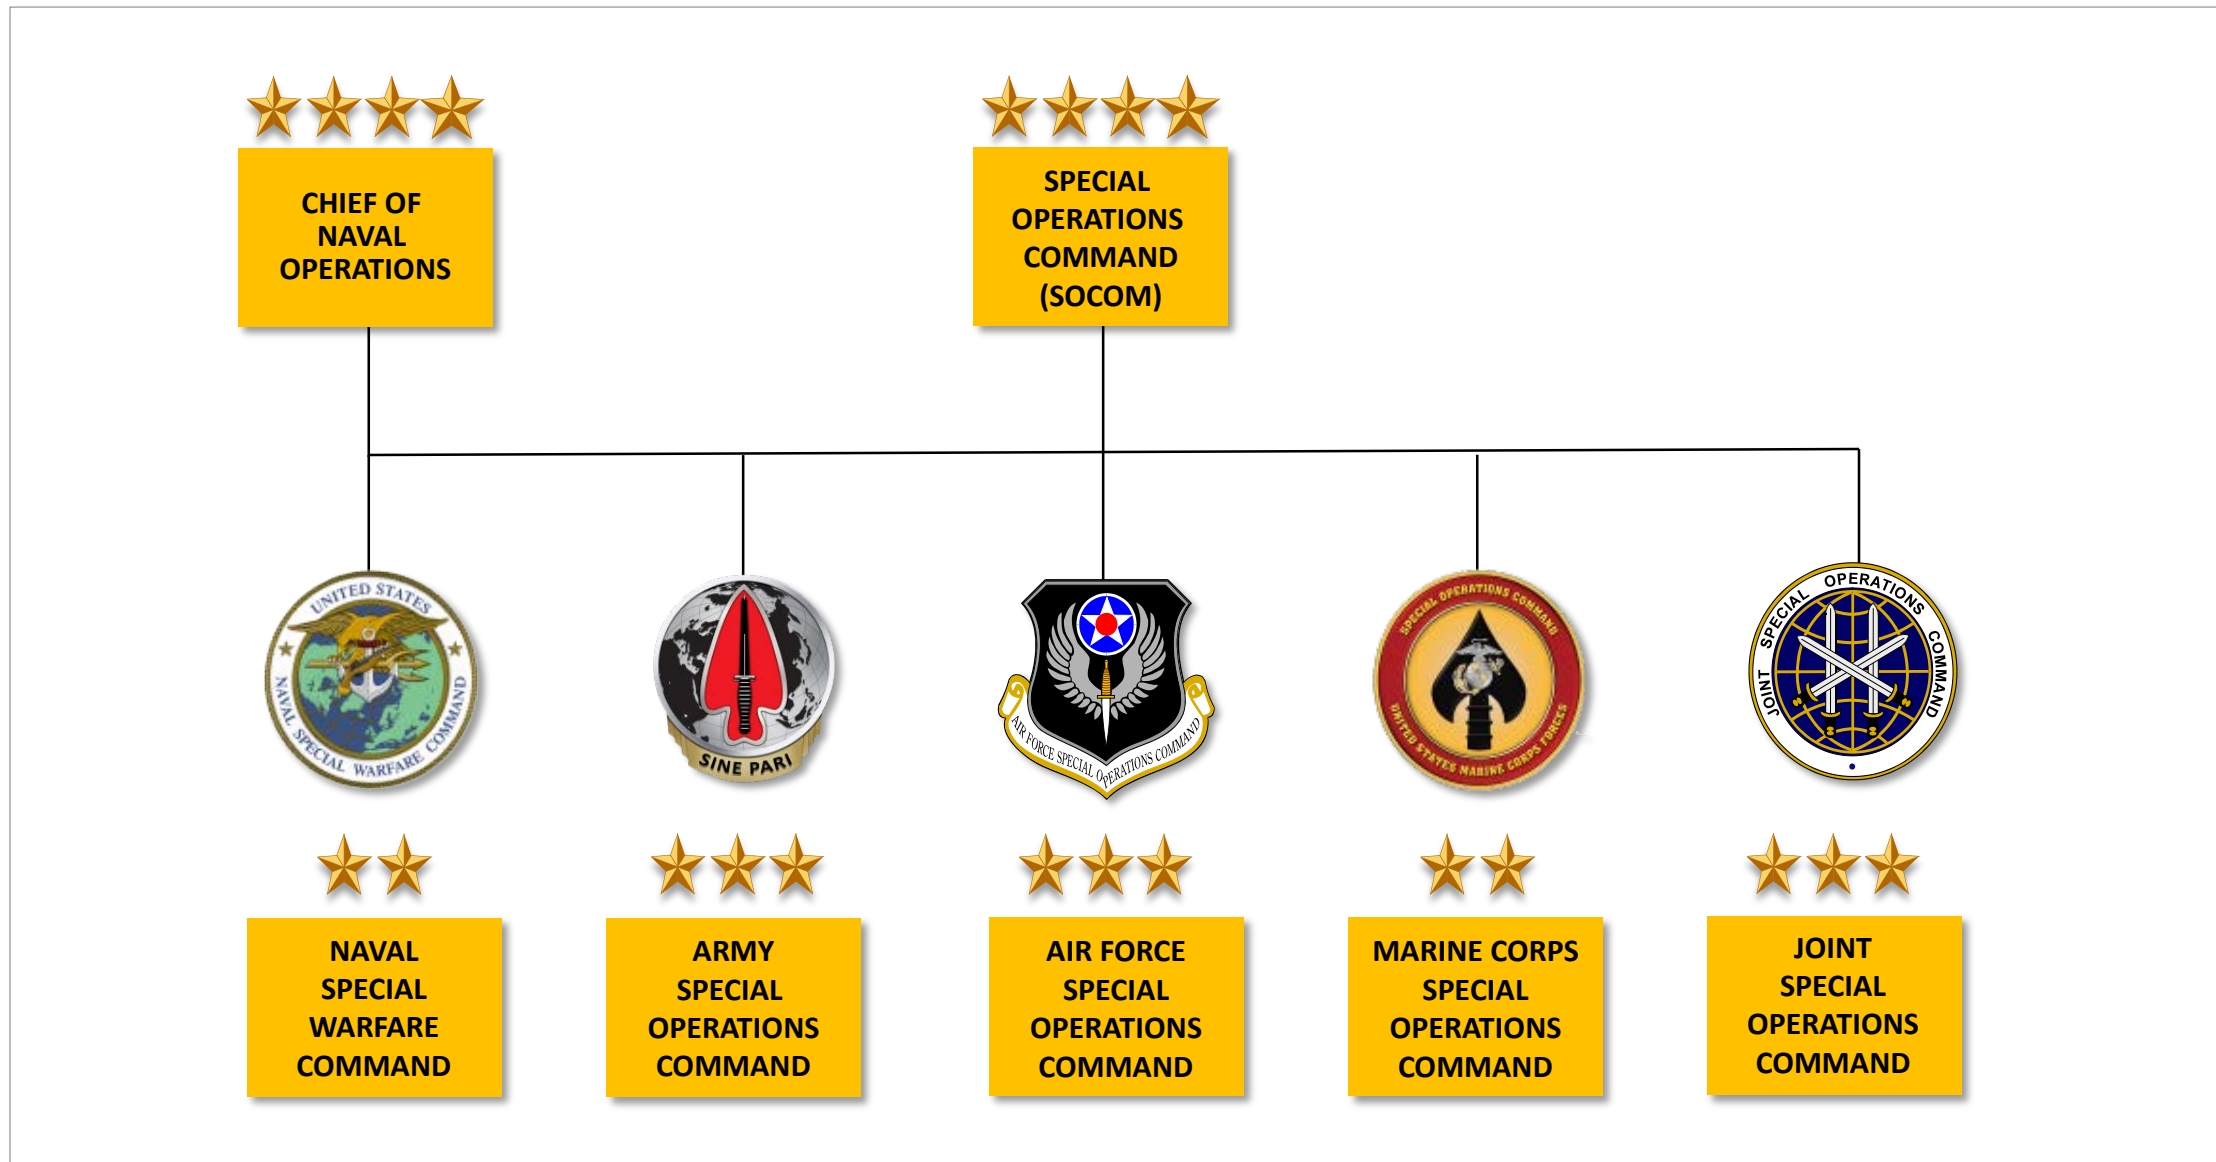 CHIEF OF
NAVAL
OPERATIONS
SPECIAL
OPERATIONS
COMMAND
(SOCOM)
UNITED STATES
NAVAL SPECIAL WARFARE COMMAND
SINE PARI
AIR FORCE SPECIAL OPERATIONS COMMAND
SPECIAL OPERATIONS COMMAND
UNITED STATES MARINE CORPS FORCES
JOINT SPECIAL OPERATIONS COMMAND
NAVAL
SPECIAL
WARFARE
COMMAND
ARMY
SPECIAL
OPERATIONS
COMMAND
AIR FORCE
SPECIAL
OPERATIONS
COMMAND
MARINE CORPS
SPECIAL
OPERATIONS
COMMAND
JOINT
SPECIAL
OPERATIONS
COMMAND